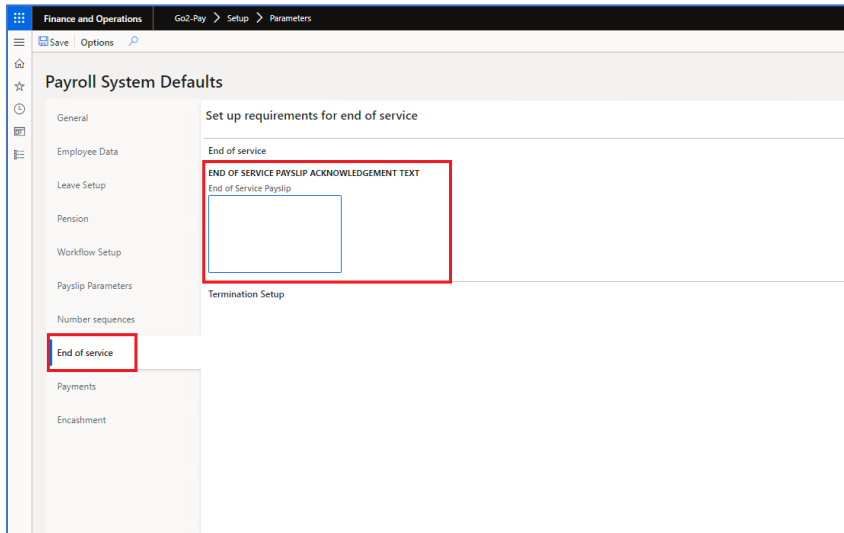 Finance and Operations Go2-Pay > Setup > Parameters
Save Options
Payroll System Defaults
General
Employee Data
Leave Setup
Pension
Workflow Setup
Payslip Parameters
Number sequences
End of service
Payments
Encashment
Set up requirements for end of service
End of service
END OF SERVICE PAYSLIP ACKNOWLEDGEMENT TEXT
End of Service Payslip
Termination Setup